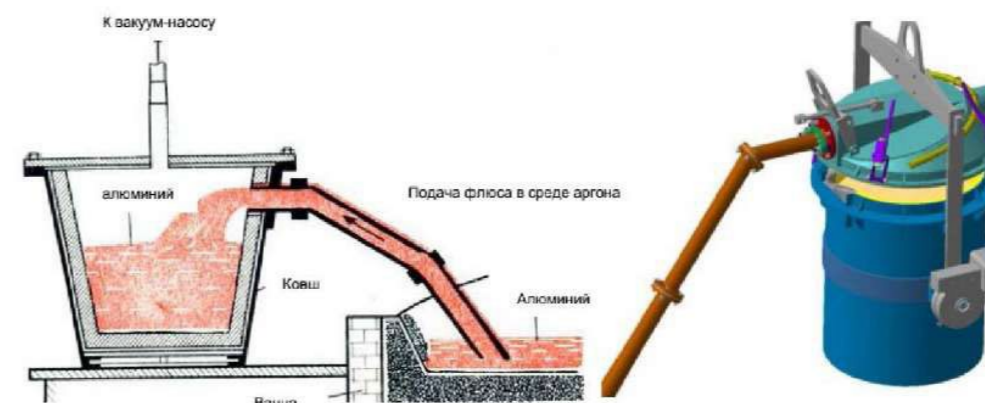 К вакуум-насосу
алюминий
Подача флюса в среде аргона
Ковш
Алюминий